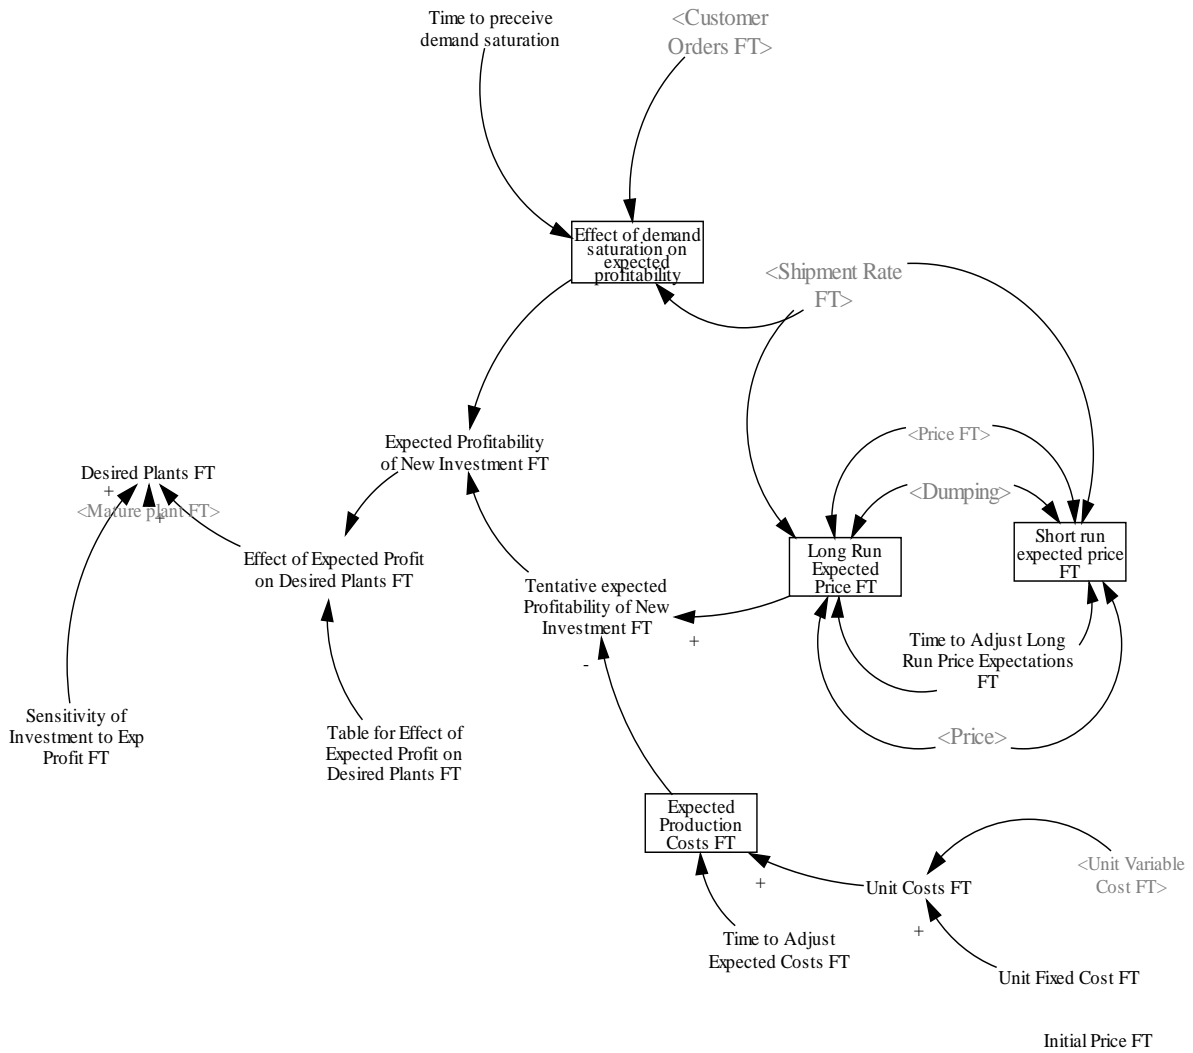 Time to preceive
demand saturation
<Customer
Orders FT>
Effect of demand
saturation on
expected
profitability
<Shipment Rate
FT>
Expected Profitability
of New Investment FT
<Price FT>
Desired Plants FT
+
<Mature plant FT>
+
<Dumping>
Effect of Expected Profit
on Desired Plants FT
Tentative expected
Profitability of New
Investment FT
Long Run
Expected
Price FT
Short run
expected price
FT
+
-
Time to Adjust Long
Run Price Expectations
FT
Sensitivity of
Investment to Exp
Profit FT
Table for Effect of
Expected Profit on
Desired Plants FT
<Price>
Expected
Production
Costs FT
+
Unit Costs FT
<Unit Variable
Cost FT>
+
Time to Adjust
Expected Costs FT
Unit Fixed Cost FT
Initial Price FT